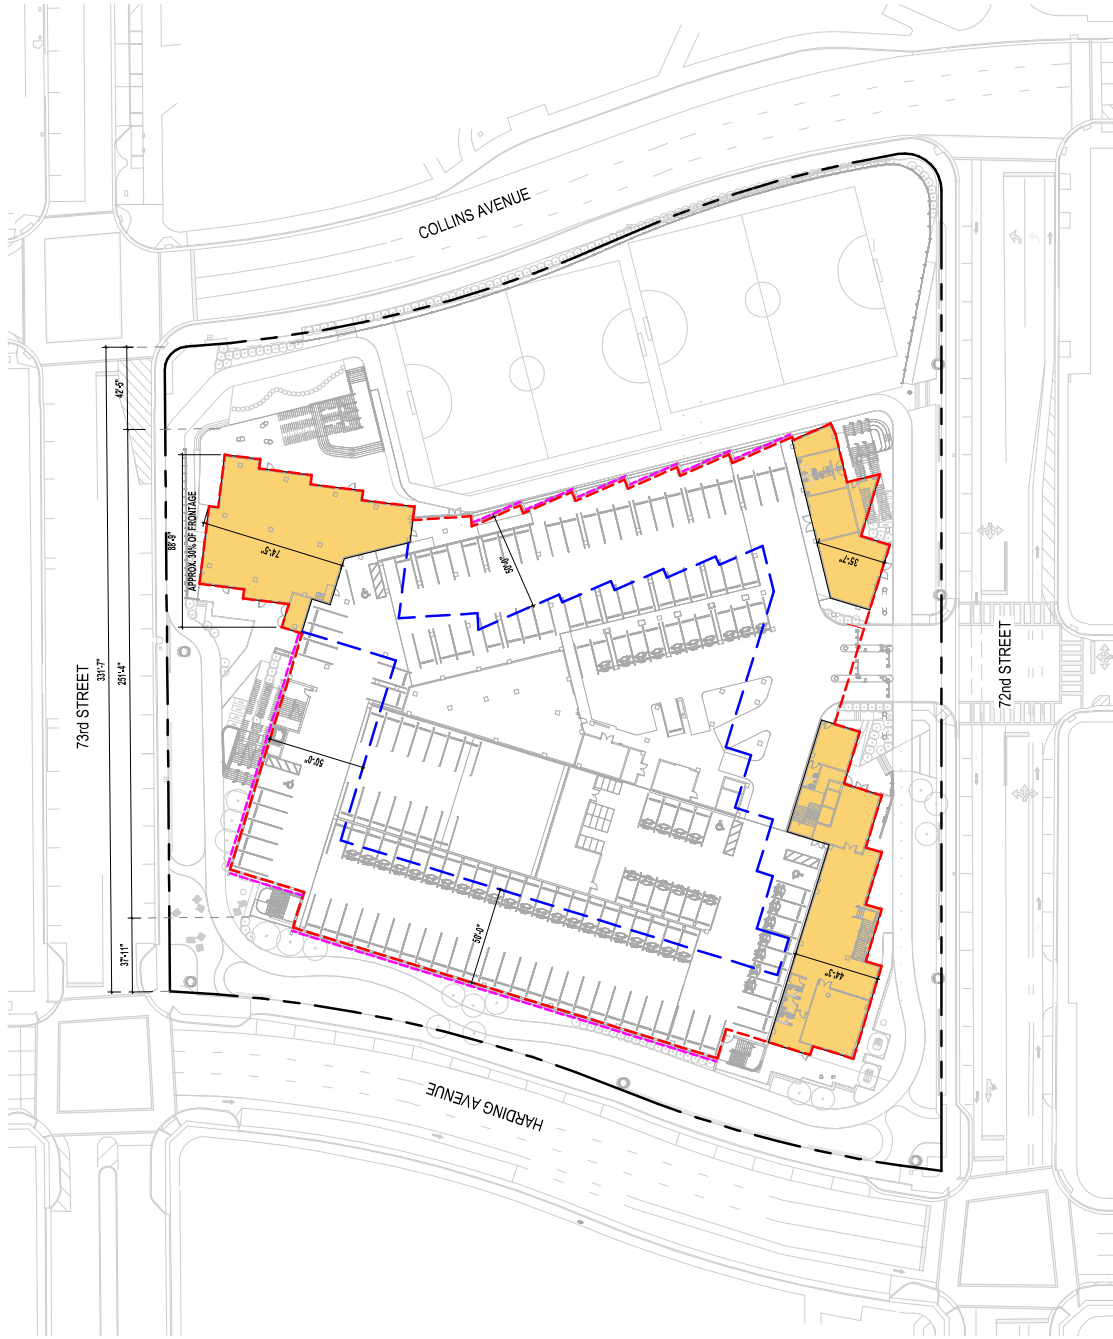 COLLINS AVENUE
42'-5"
88'-9"
APPROX. 30% OF FRONTAGE
74'-5"
50'-0"
35'-7"
73rd STREET
331'-7"
251'-4"
72nd STREET
50'-0"
50'-0"
44'-3"
37'-11"
HARDING AVENUE